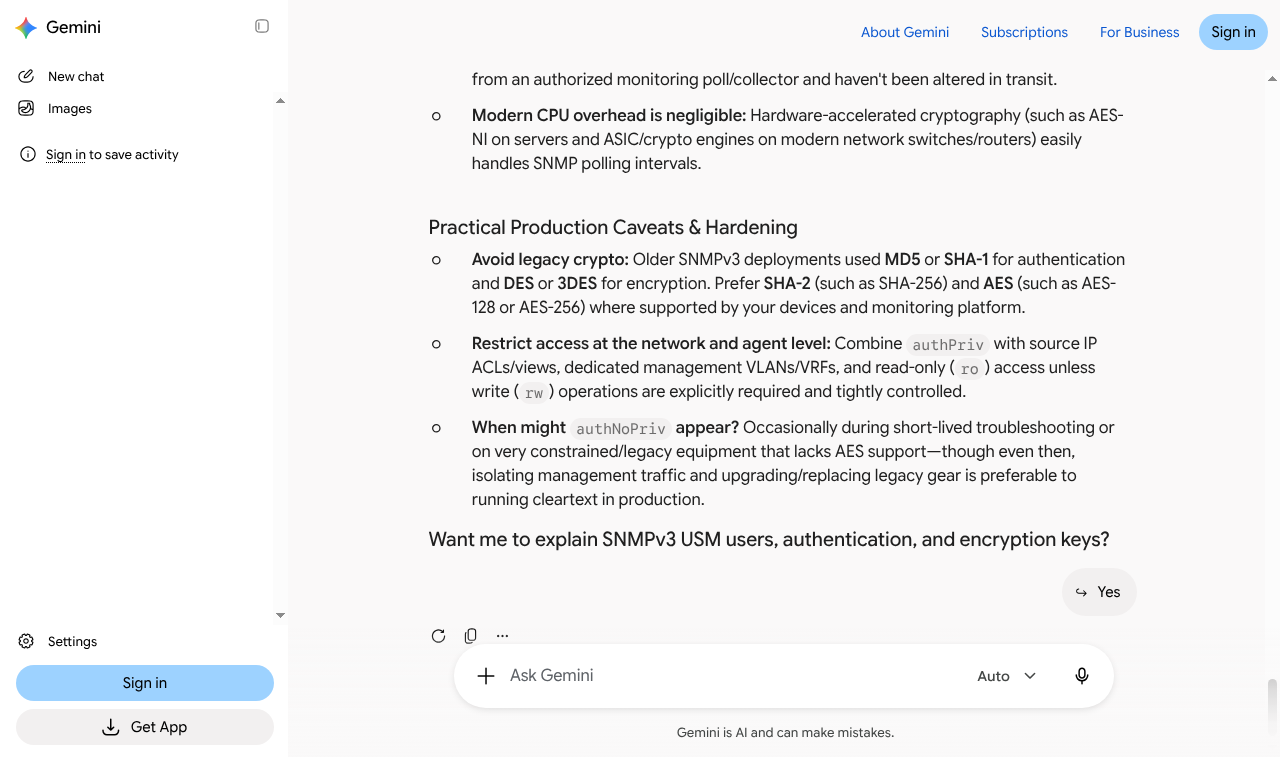 Gemini
New chat
Images
Sign in to save activity
Settings
Sign in
Get App
About Gemini
Subscriptions
For Business
Sign in
from an authorized monitoring poll/collector and haven't been altered in transit.
Modern CPU overhead is negligible: Hardware-accelerated cryptography (such as AES-
NI on servers and ASIC/crypto engines on modern network switches/routers) easily
handles SNMP polling intervals.
Practical Production Caveats & Hardening
Avoid legacy crypto: Older SNMPv3 deployments used MD5 or SHA-1 for authentication
and DES or 3DES for encryption. Prefer SHA-2 (such as SHA-256) and AES (such as AES-
128 or AES-256) where supported by your devices and monitoring platform.
Restrict access at the network and agent level: Combine authPriv with source IP
ACLs/views, dedicated management VLANs/VRFs, and read-only (ro) access unless
write (rw) operations are explicitly required and tightly controlled.
When might authNoPriv appear? Occasionally during short-lived troubleshooting or
on very constrained/legacy equipment that lacks AES support—though even then,
isolating management traffic and upgrading/replacing legacy gear is preferable to
running cleartext in production.
Want me to explain SNMPv3 USM users, authentication, and encryption keys?
Yes
Ask Gemini
Auto
Gemini is AI and can make mistakes.